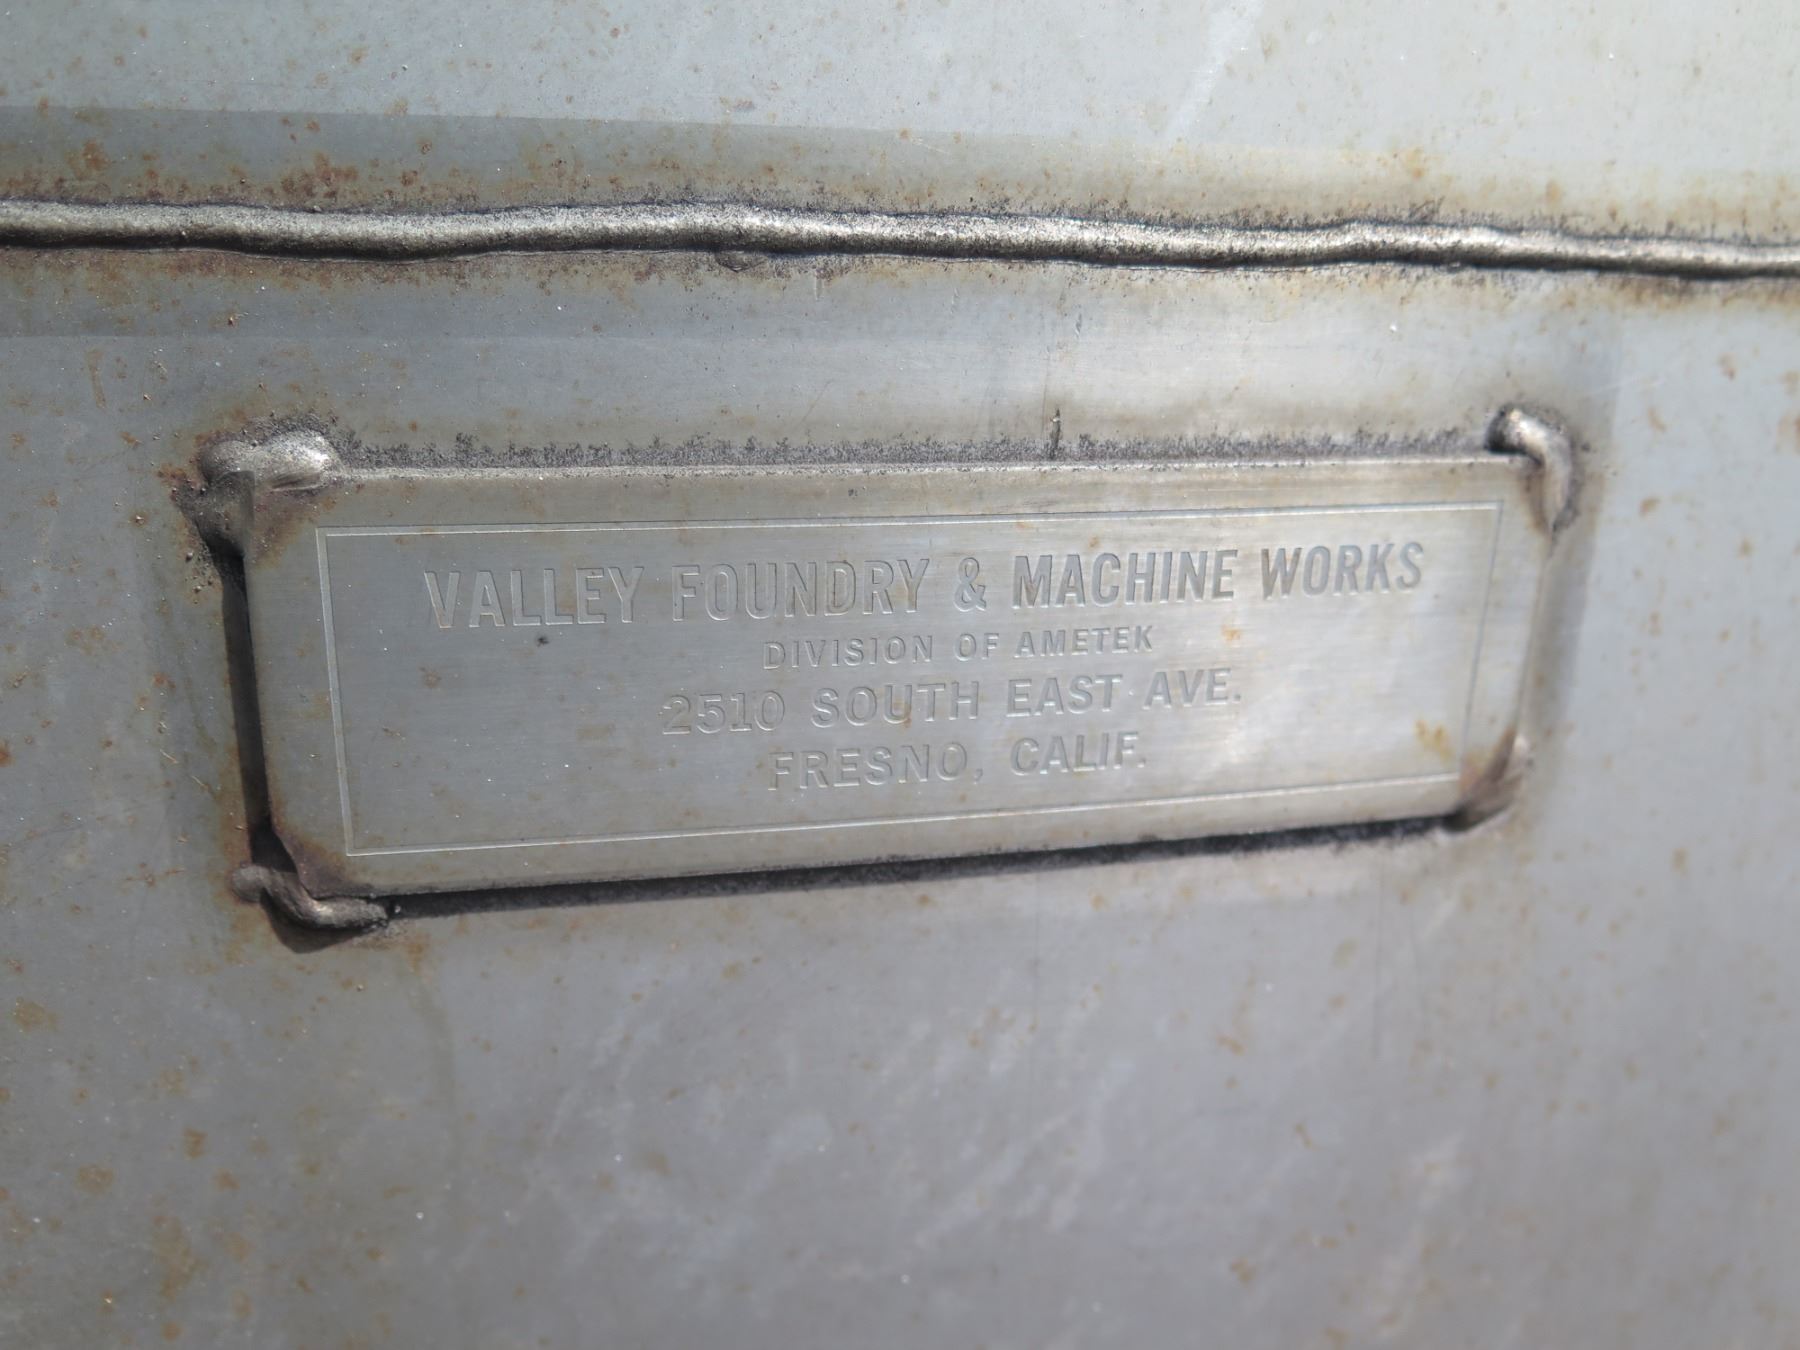 VALLEY FOUNDRY & MACHINE WORKS
DIVISION OF AMETEK
2510 SOUTH EAST AVE.
FRESNO, CALIF.